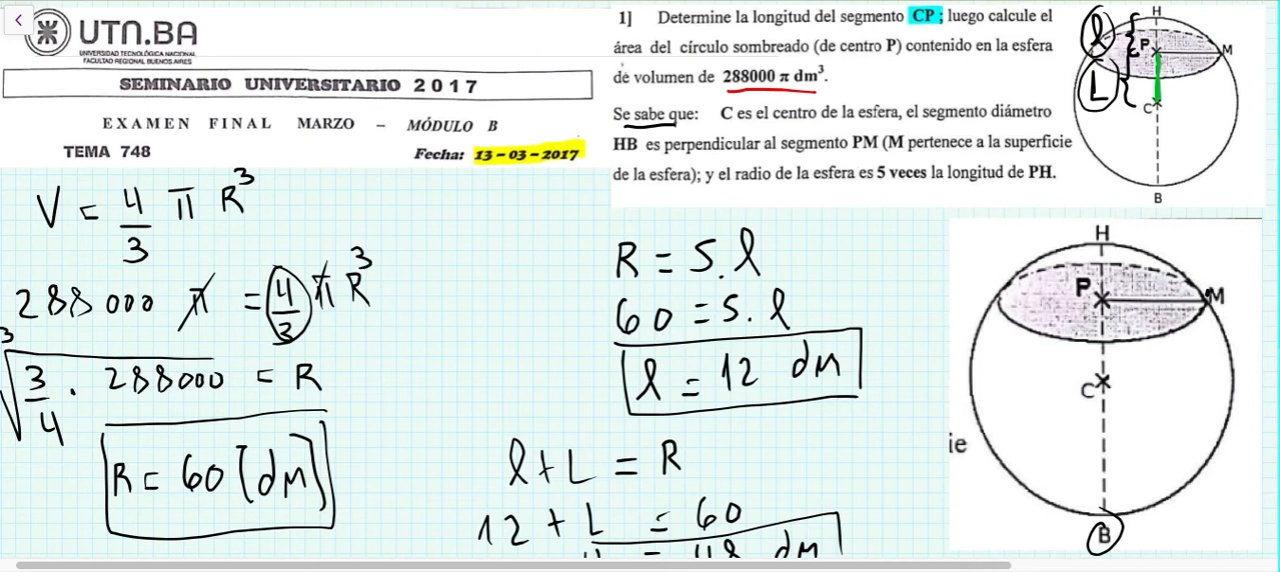 UTN.BA
UNIVERSIDAD TECNOLÓGICA NACIONAL
FACULTAD REGIONAL BUENOS AIRES
SEMINARIO UNIVERSITARIO 2017
EXAMEN FINAL MARZO – MÓDULO B
TEMA 748
Fecha: 13-03-2017
1] Determine la longitud del segmento CP; luego calcule el
área del círculo sombreado (de centro P) contenido en la esfera
de volumen de 288000 π dm³.
Se sabe que: C es el centro de la esfera, el segmento diámetro
HB es perpendicular al segmento PM (M pertenece a la superficie
de la esfera); y el radio de la esfera es 5 veces la longitud de PH.
H
l
P
M
L
C
B
V = 4/3 π R³
288000 π = 4/3 π R³
³√(3/4 . 288000) = R
R = 60 (dm)
R = 5.l
60 = 5.l
l = 12 dm
l + L = R
12 + L = 60
= 48 dm
H
P
M
C
ie
B